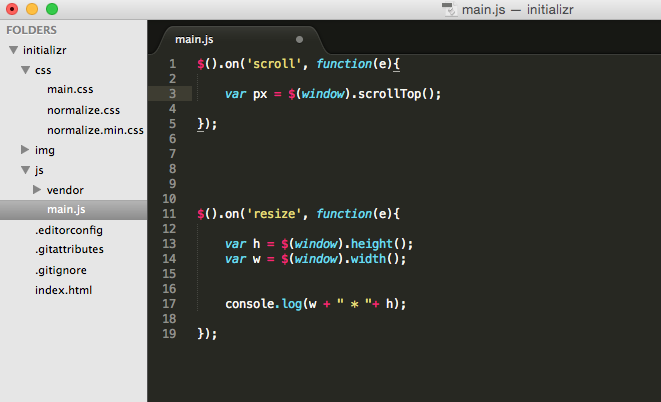 main.js — initializr
FOLDERS
initializr
css
main.css
normalize.css
normalize.min.css
img
js
vendor
main.js
.editorconfig
.gitattributes
.gitignore
index.html
main.js
1 $().on('scroll', function(e){
2
3 var px = $(window).scrollTop();
4
5 });
6
7
8
9
10
11 $().on('resize', function(e){
12
13 var h = $(window).height();
14 var w = $(window).width();
15
16
17 console.log(w + " * "+ h);
18
19 });